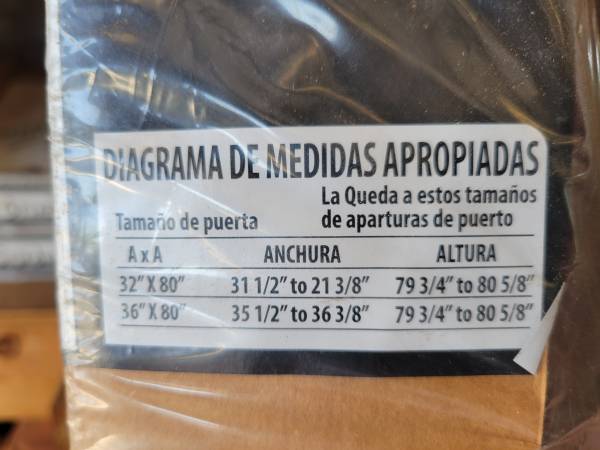 DIAGRAMA DE MEDIDAS APROPIADAS
La Queda a estos tamaños
Tamaño de puerta de aparturas de puerto
A x A ANCHURA ALTURA
32" X 80" 31 1/2" to 21 3/8" 79 3/4" to 80 5/8"
36" X 80" 35 1/2" to 36 3/8" 79 3/4" to 80 5/8"